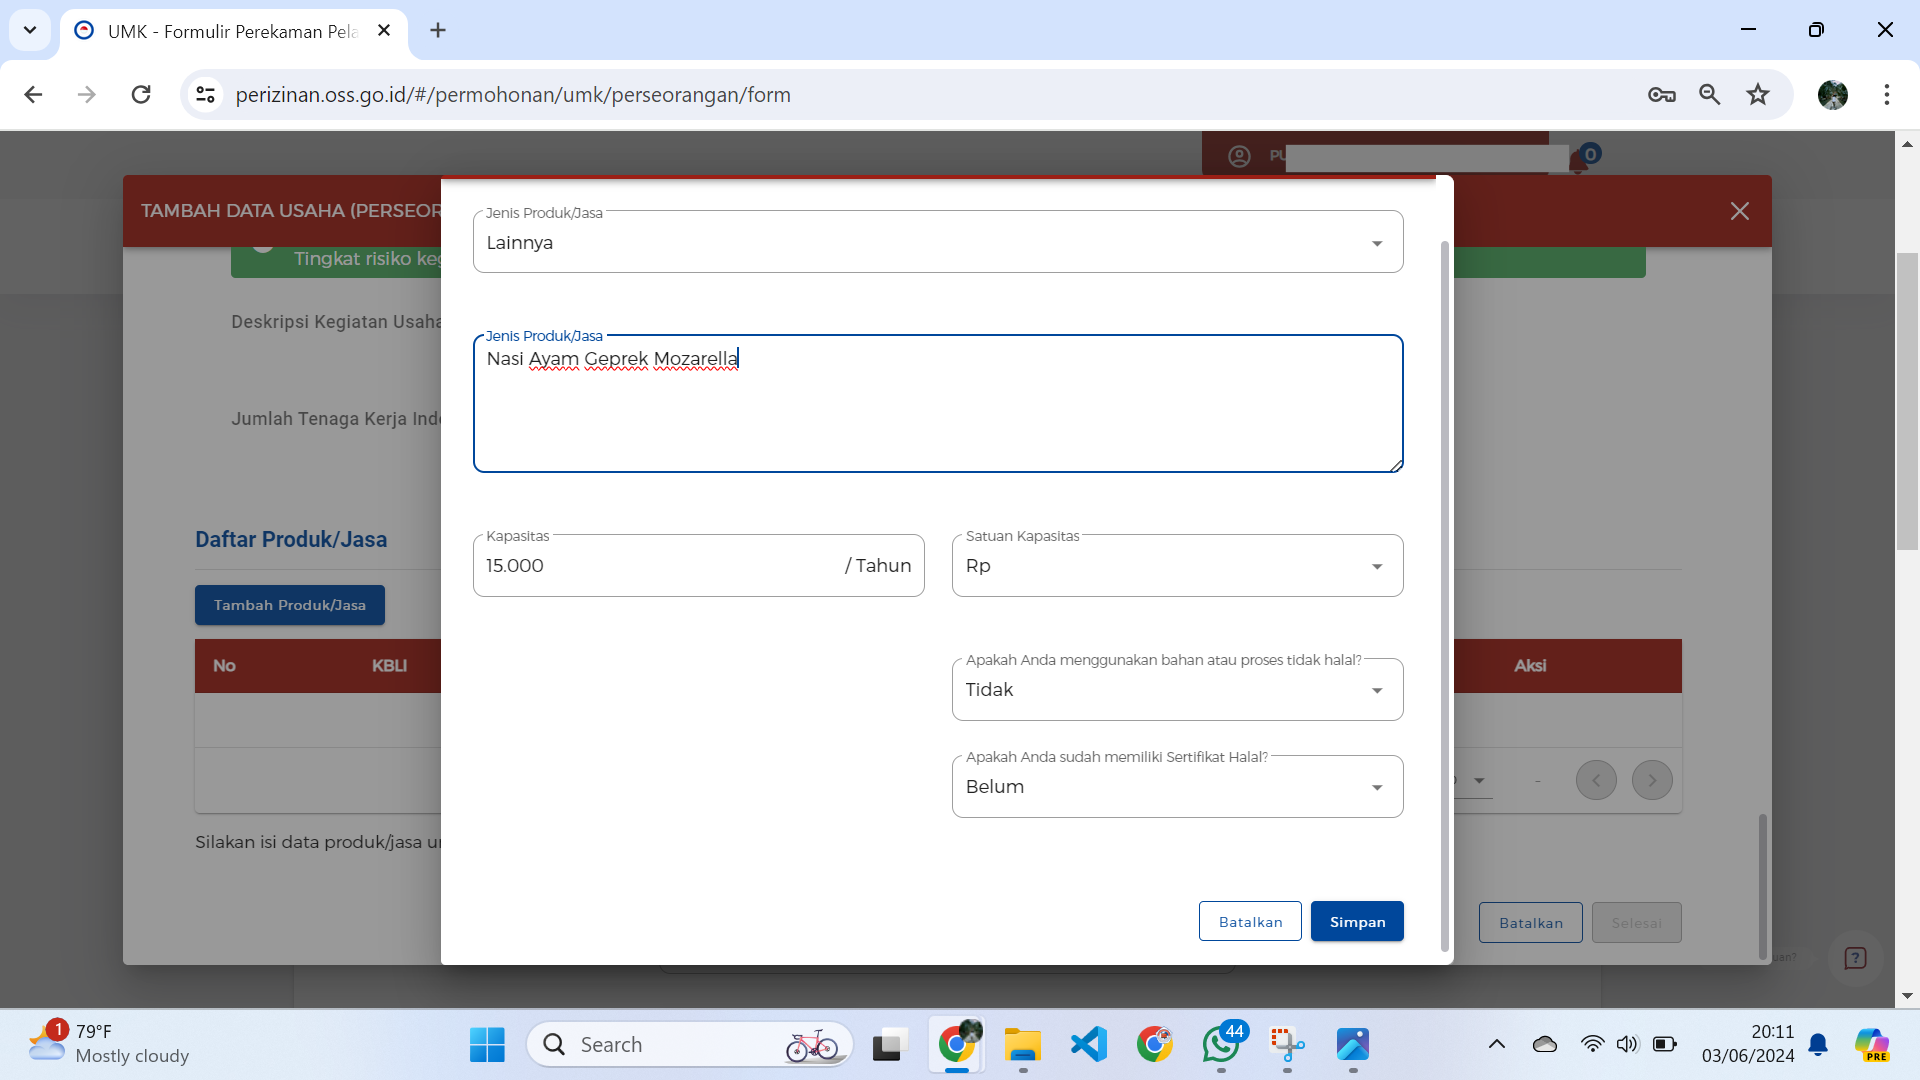 UMK - Formulir Perekaman Pela
perizinan.oss.go.id/#/permohonan/umk/perseorangan/form
PU
0
TAMBAH DATA USAHA (PERSEOR
Tingkat risiko keg
Deskripsi Kegiatan Usaha
Jumlah Tenaga Kerja Ind
Daftar Produk/Jasa
Tambah Produk/Jasa
No KBLI Aksi
-
Silakan isi data produk/jasa u
Batalkan Selesai
Jenis Produk/Jasa
Lainnya
Jenis Produk/Jasa
Nasi Ayam Geprek Mozarella
Kapasitas
15.000 / Tahun
Satuan Kapasitas
Rp
Apakah Anda menggunakan bahan atau proses tidak halal?
Tidak
Apakah Anda sudah memiliki Sertifikat Halal?
Belum
Batalkan Simpan
uan?
1
79°F
Mostly cloudy
Search
44
20:11
03/06/2024
PRE